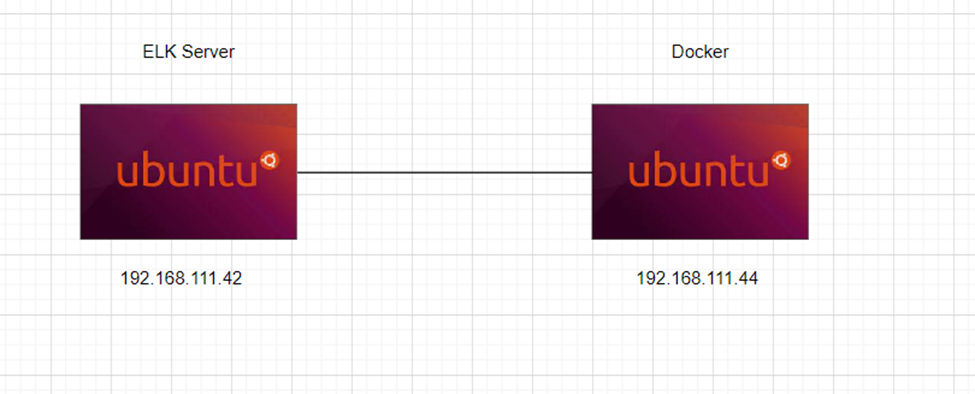 ELK Server
Docker
ubuntu
ubuntu
192.168.111.42
192.168.111.44